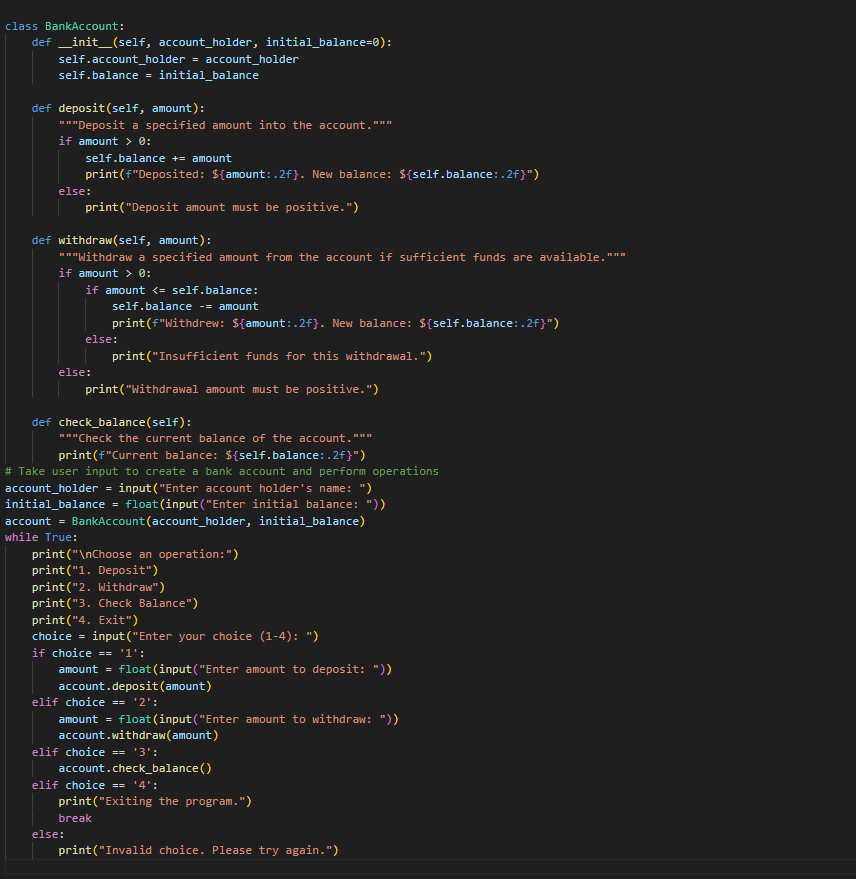 class BankAccount:
    def __init__(self, account_holder, initial_balance=0):
        self.account_holder = account_holder
        self.balance = initial_balance

    def deposit(self, amount):
        """Deposit a specified amount into the account."""
        if amount > 0:
            self.balance += amount
            print(f"Deposited: ${amount:.2f}. New balance: ${self.balance:.2f}")
        else:
            print("Deposit amount must be positive.")

    def withdraw(self, amount):
        """Withdraw a specified amount from the account if sufficient funds are available."""
        if amount > 0:
            if amount <= self.balance:
                self.balance -= amount
                print(f"Withdrew: ${amount:.2f}. New balance: ${self.balance:.2f}")
            else:
                print("Insufficient funds for this withdrawal.")
        else:
            print("Withdrawal amount must be positive.")

    def check_balance(self):
        """Check the current balance of the account."""
        print(f"Current balance: ${self.balance:.2f}")
# Take user input to create a bank account and perform operations
account_holder = input("Enter account holder's name: ")
initial_balance = float(input("Enter initial balance: "))
account = BankAccount(account_holder, initial_balance)
while True:
    print("\nChoose an operation:")
    print("1. Deposit")
    print("2. Withdraw")
    print("3. Check Balance")
    print("4. Exit")
    choice = input("Enter your choice (1-4): ")
    if choice == '1':
        amount = float(input("Enter amount to deposit: "))
        account.deposit(amount)
    elif choice == '2':
        amount = float(input("Enter amount to withdraw: "))
        account.withdraw(amount)
    elif choice == '3':
        account.check_balance()
    elif choice == '4':
        print("Exiting the program.")
        break
    else:
        print("Invalid choice. Please try again.")